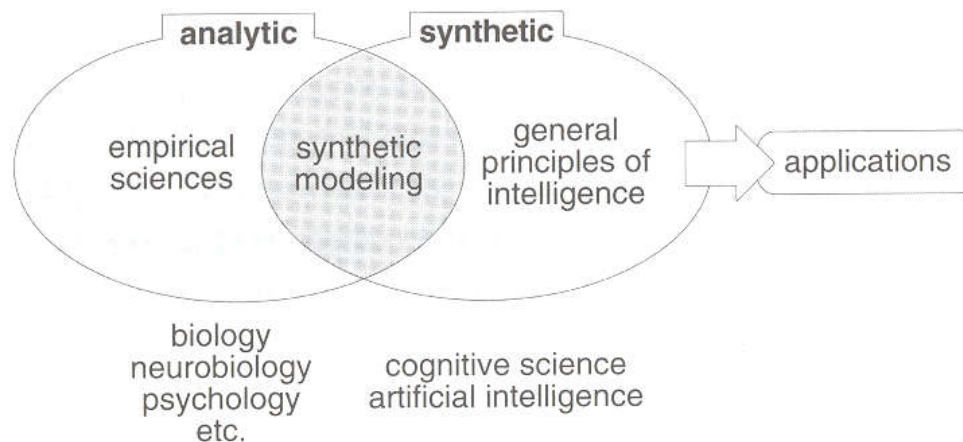 analytic
synthetic
empirical
sciences
synthetic
modeling
general
principles of
intelligence
applications
biology
neurobiology
psychology
etc.
cognitive science
artificial intelligence